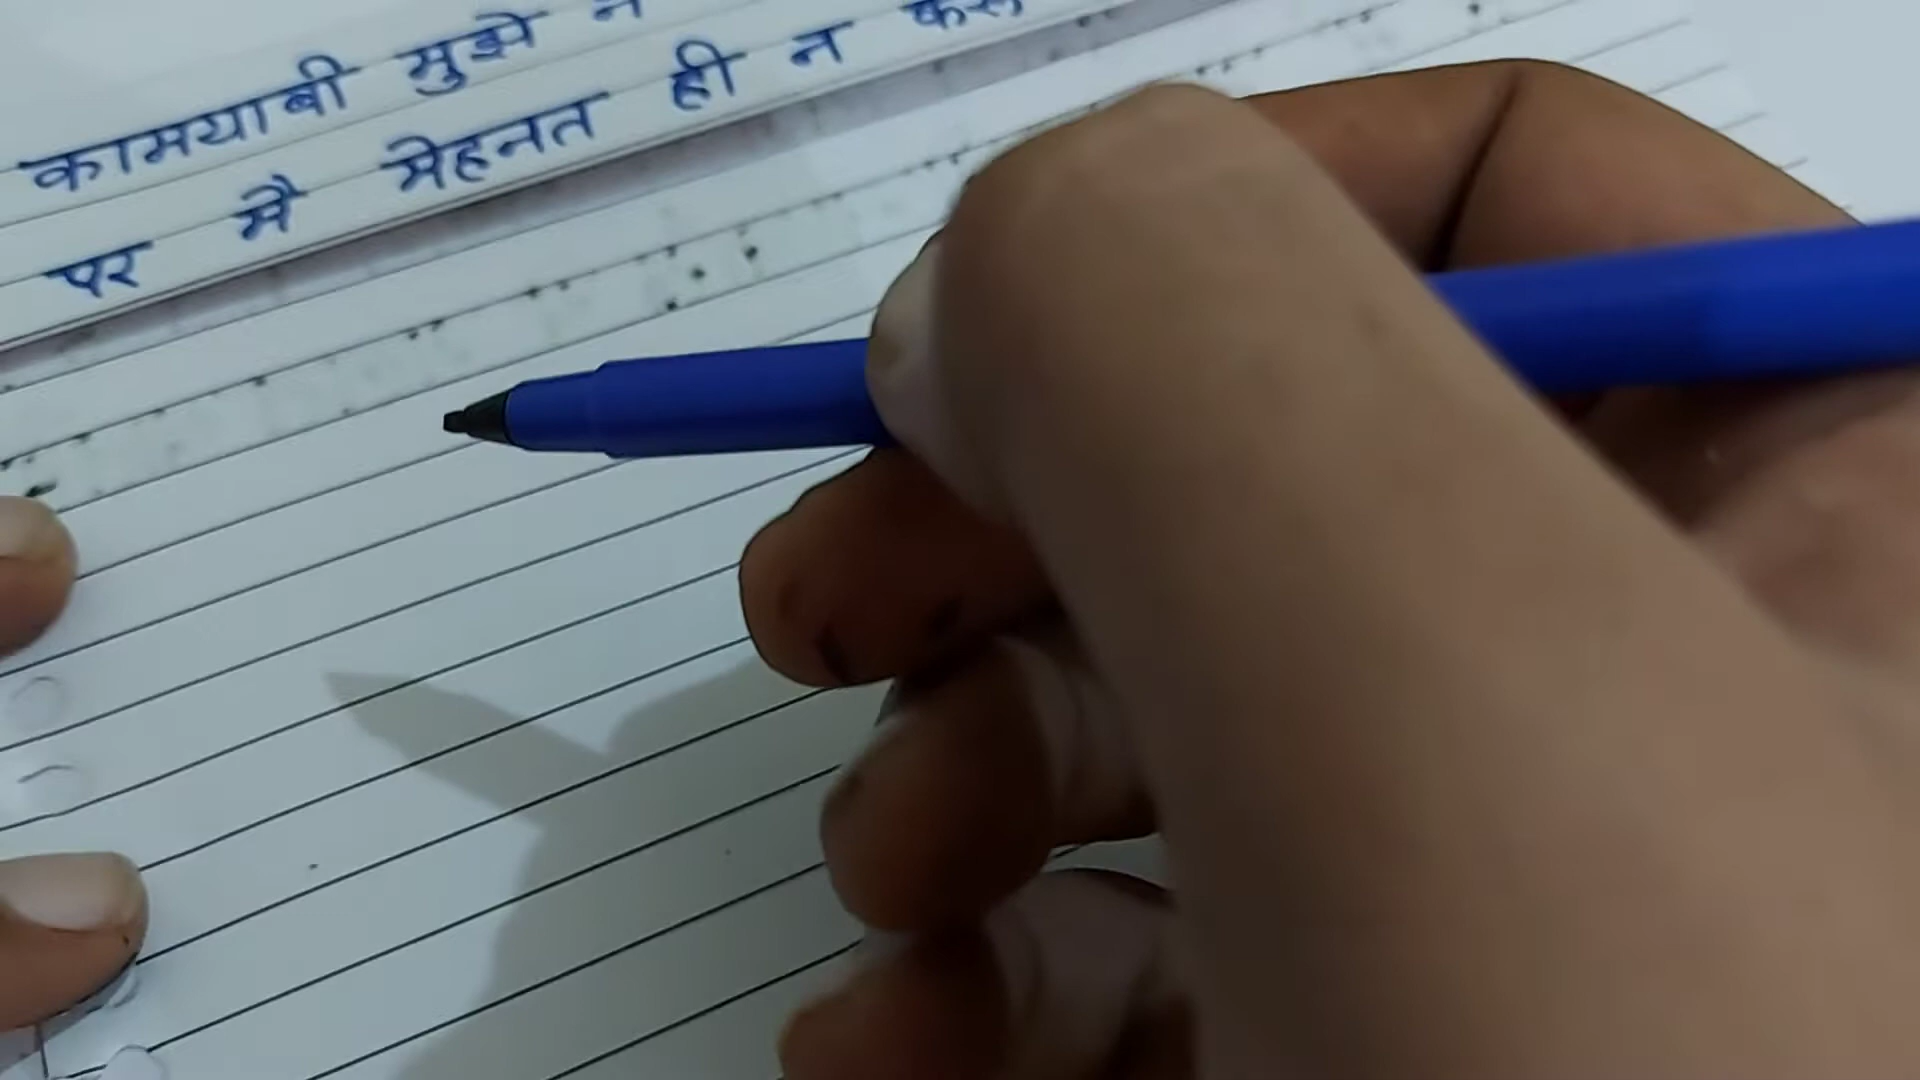 कामयाबी मुझे न
पर मै मेहनत ही न